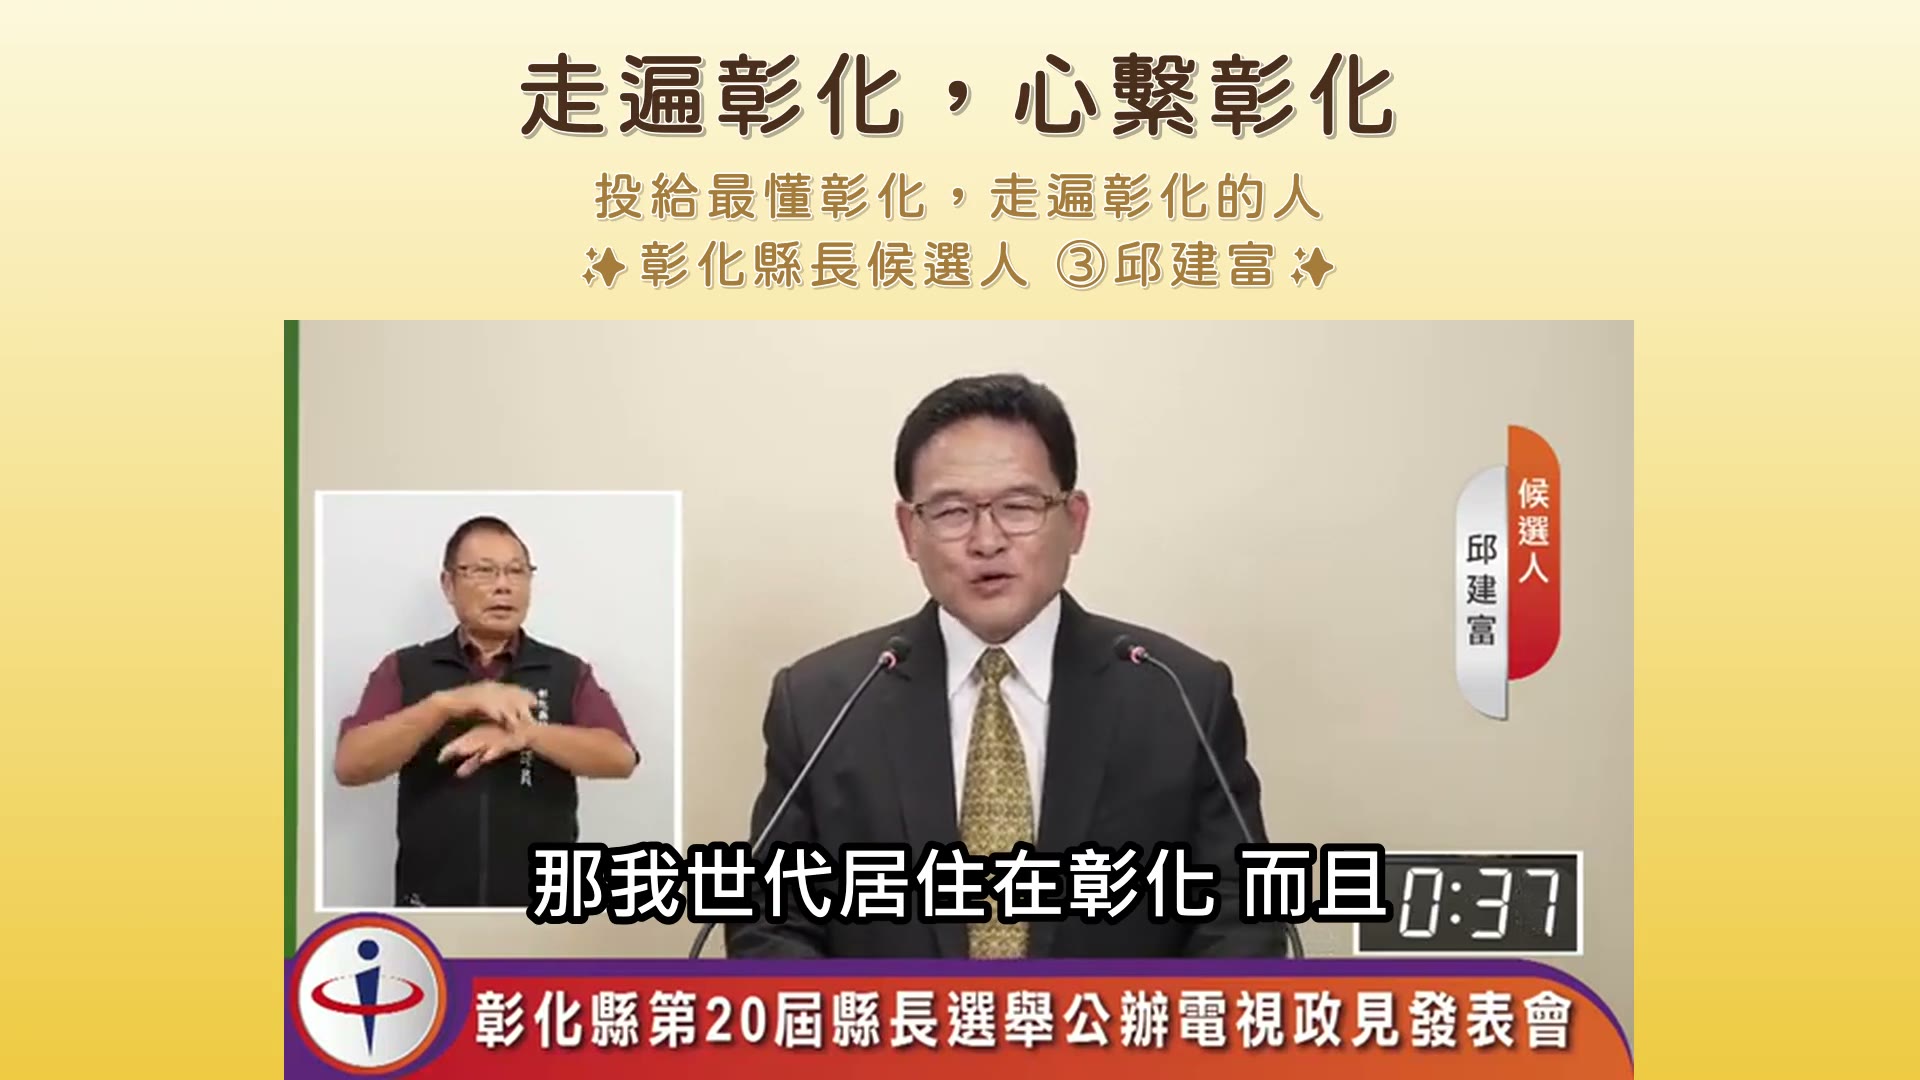 走遍彰化，心繫彰化
投給最懂彰化，走遍彰化的人
彰化縣長候選人 ③邱建富
候選人
邱建富
那我世代居住在彰化 而且
0:37
彰化縣第20屆縣長選舉公辦電視政見發表會